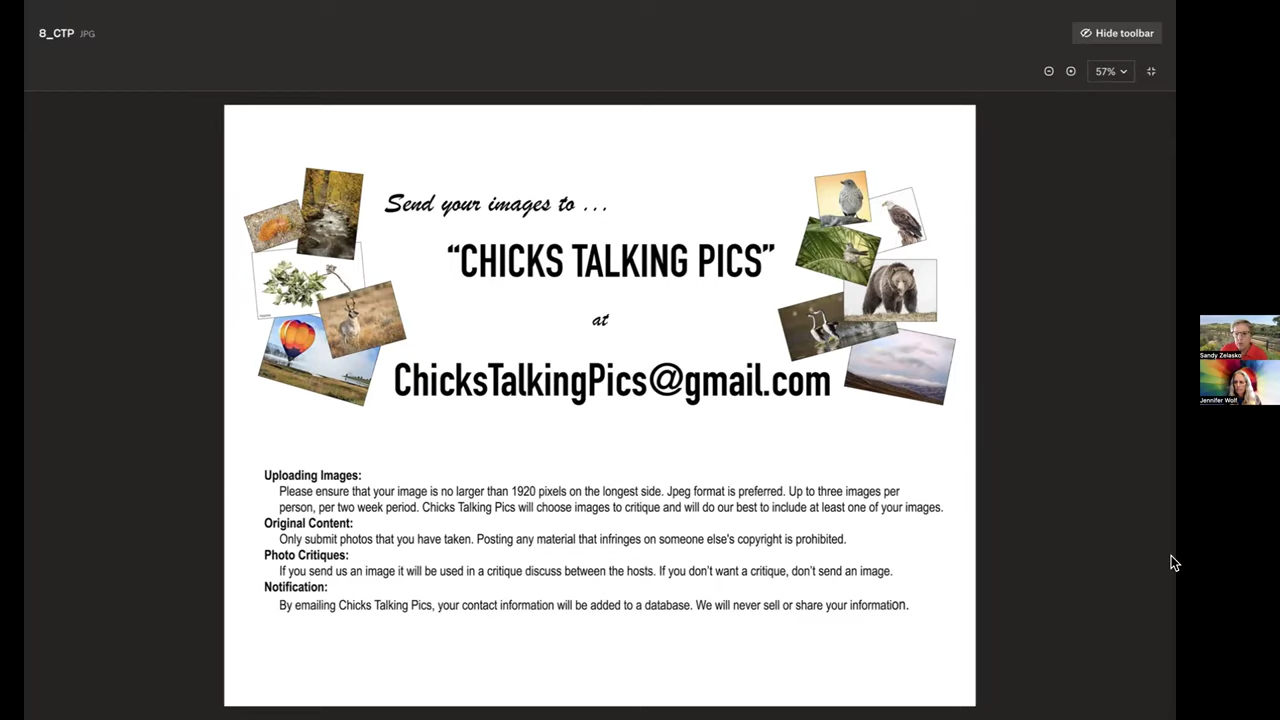 8_CTP JPG
Hide toolbar
57%
Send your images to ...
“CHICKS TALKING PICS”
at
ChicksTalkingPics@gmail.com
Uploading Images:
Please ensure that your image is no larger than 1920 pixels on the longest side. Jpeg format is preferred. Up to three images per
person, per two week period. Chicks Talking Pics will choose images to critique and will do our best to include at least one of your images.
Original Content:
Only submit photos that you have taken. Posting any material that infringes on someone else's copyright is prohibited.
Photo Critiques:
If you send us an image it will be used in a critique discuss between the hosts. If you don’t want a critique, don’t send an image.
Notification:
By emailing Chicks Talking Pics, your contact information will be added to a database. We will never sell or share your information.
Sandy Zelasko
Jennifer Wolf